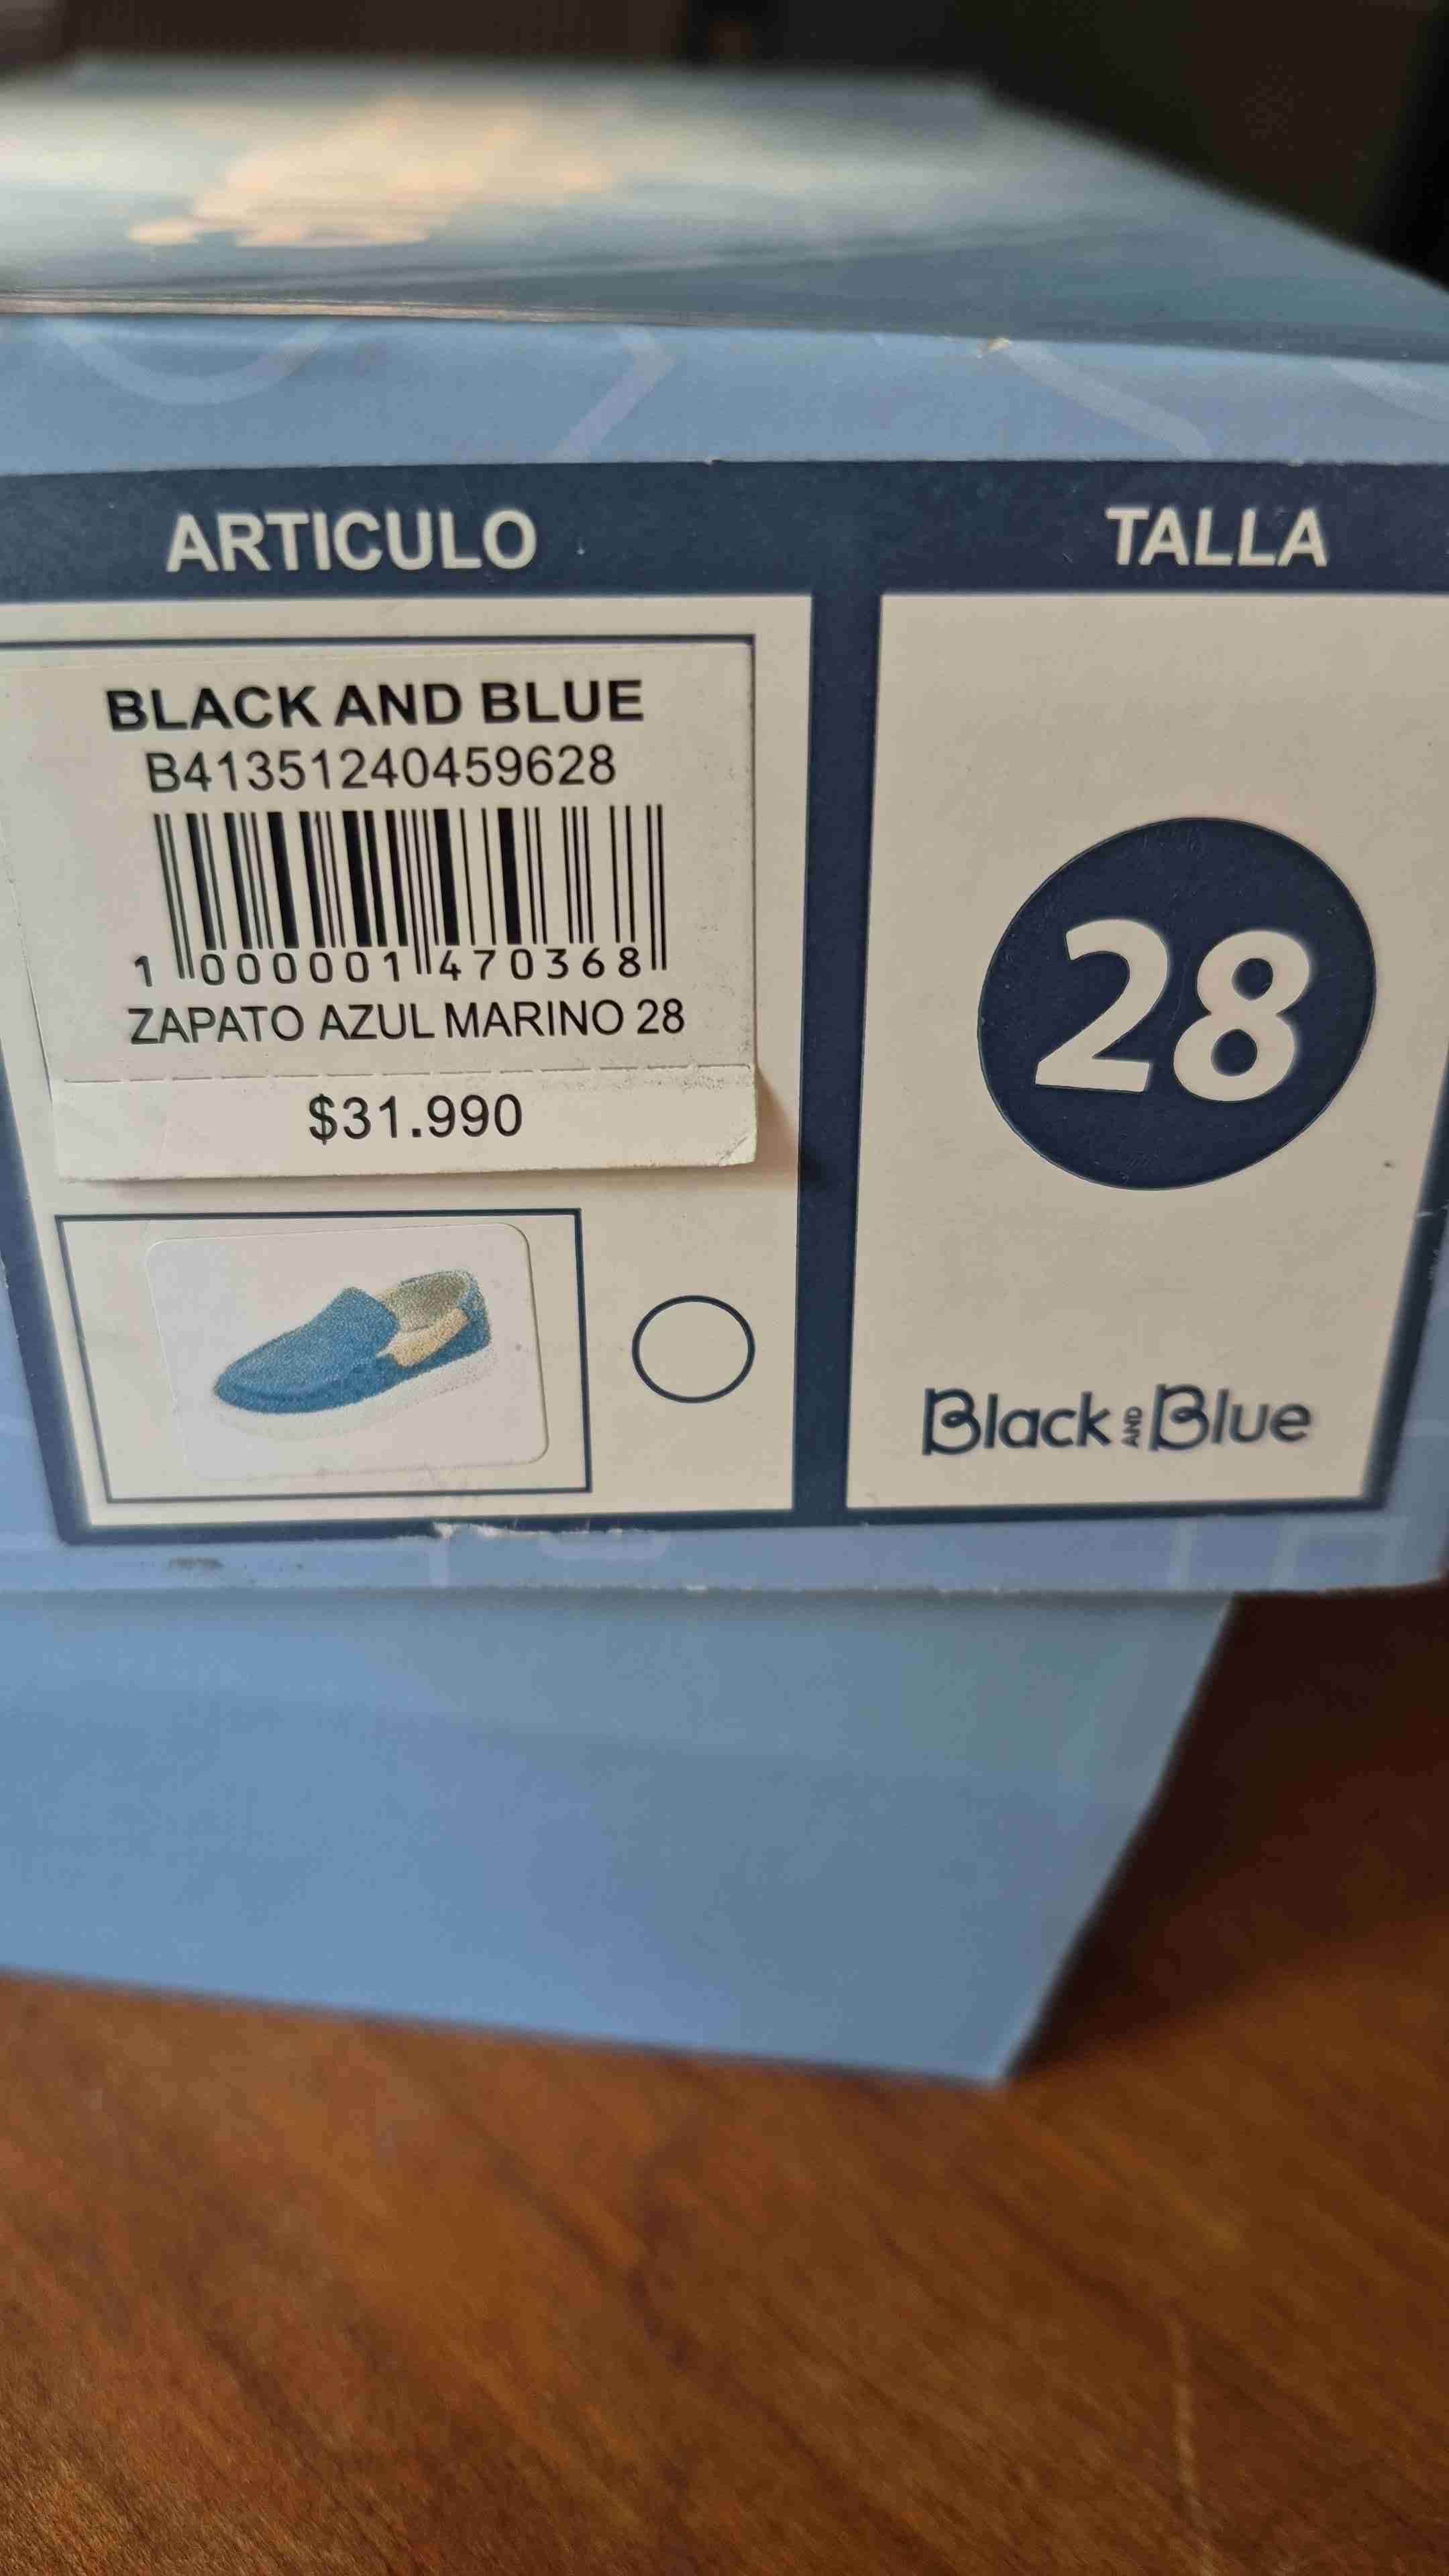 ARTICULO
TALLA
BLACK AND BLUE
B41351240459628
1 000001 470368
ZAPATO AZUL MARINO 28
$31.990
28
Black AND Blue